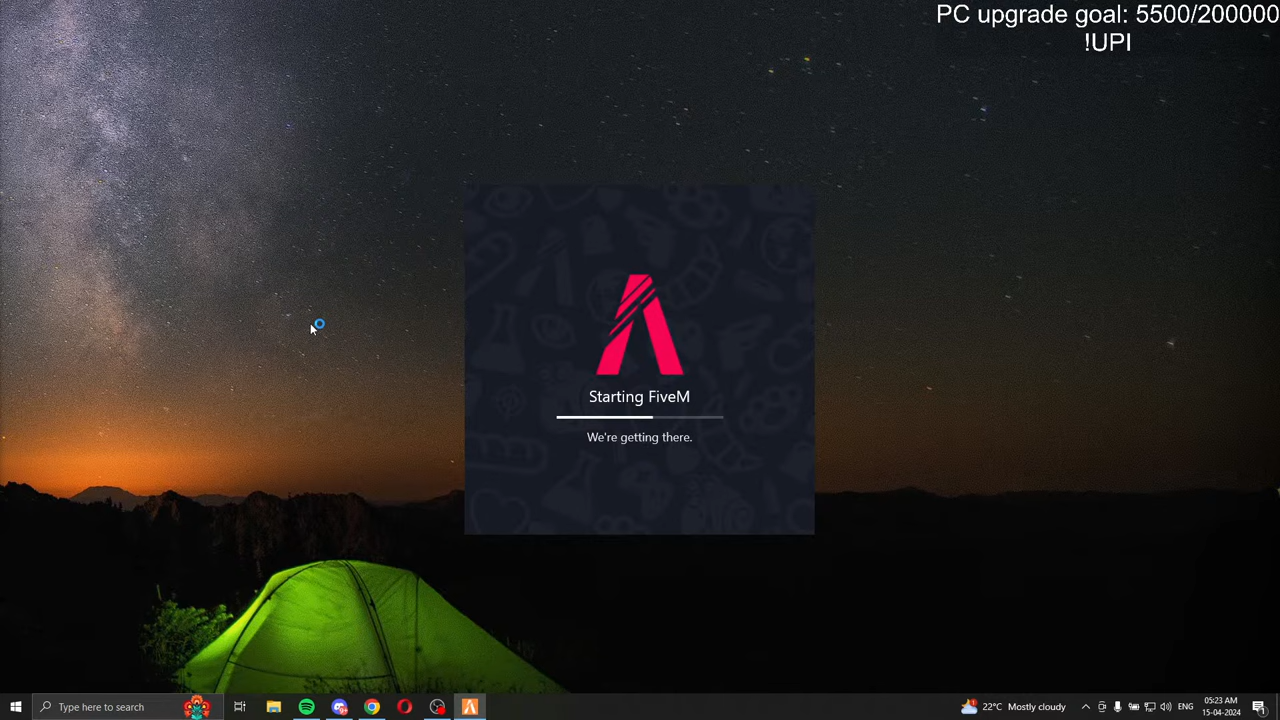 PC upgrade goal: 5500/200000
!UPI
Starting FiveM
We're getting there.
Type here to search
22°C Mostly cloudy
ENG
05:23 AM
15-04-2024